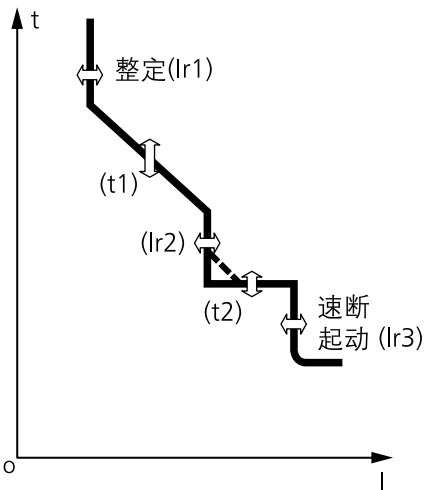 t
整定(Ir1)
(t1)
(Ir2)
(t2)
速断
起动 (Ir3)
o
I